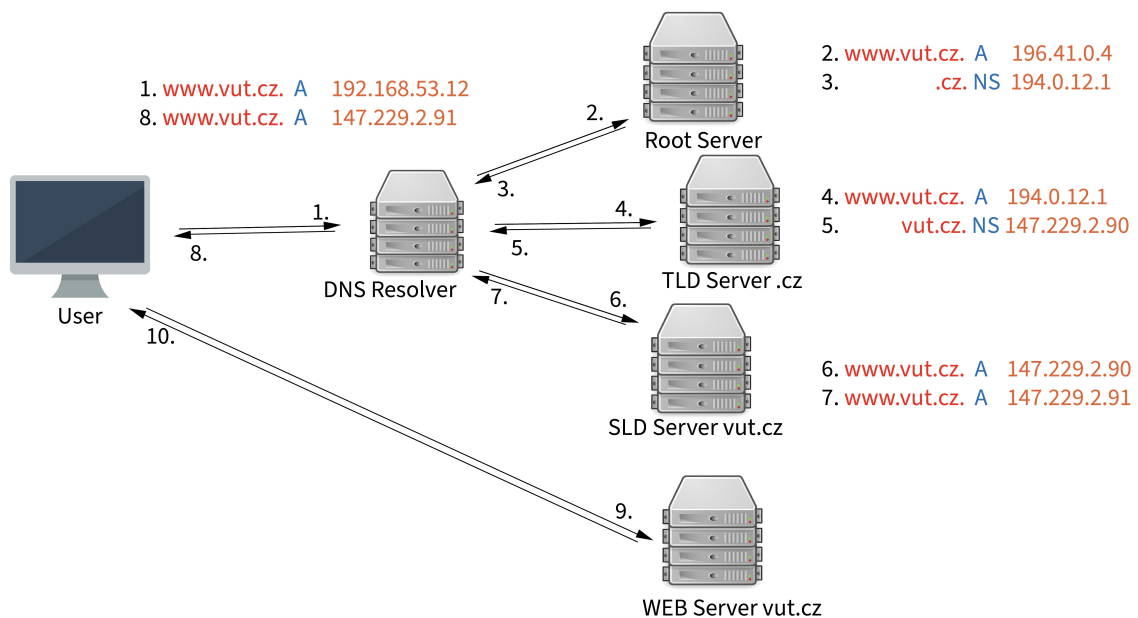 1. www.vut.cz. A 192.168.53.12
8. www.vut.cz. A 147.229.2.91
2. www.vut.cz. A 196.41.0.4
3. .cz. NS 194.0.12.1
2.
3.
Root Server
1.
8.
4.
5.
4. www.vut.cz. A 194.0.12.1
5. vut.cz. NS 147.229.2.90
TLD Server .cz
DNS Resolver
User
7.
6.
10.
6. www.vut.cz. A 147.229.2.90
7. www.vut.cz. A 147.229.2.91
SLD Server vut.cz
9.
WEB Server vut.cz